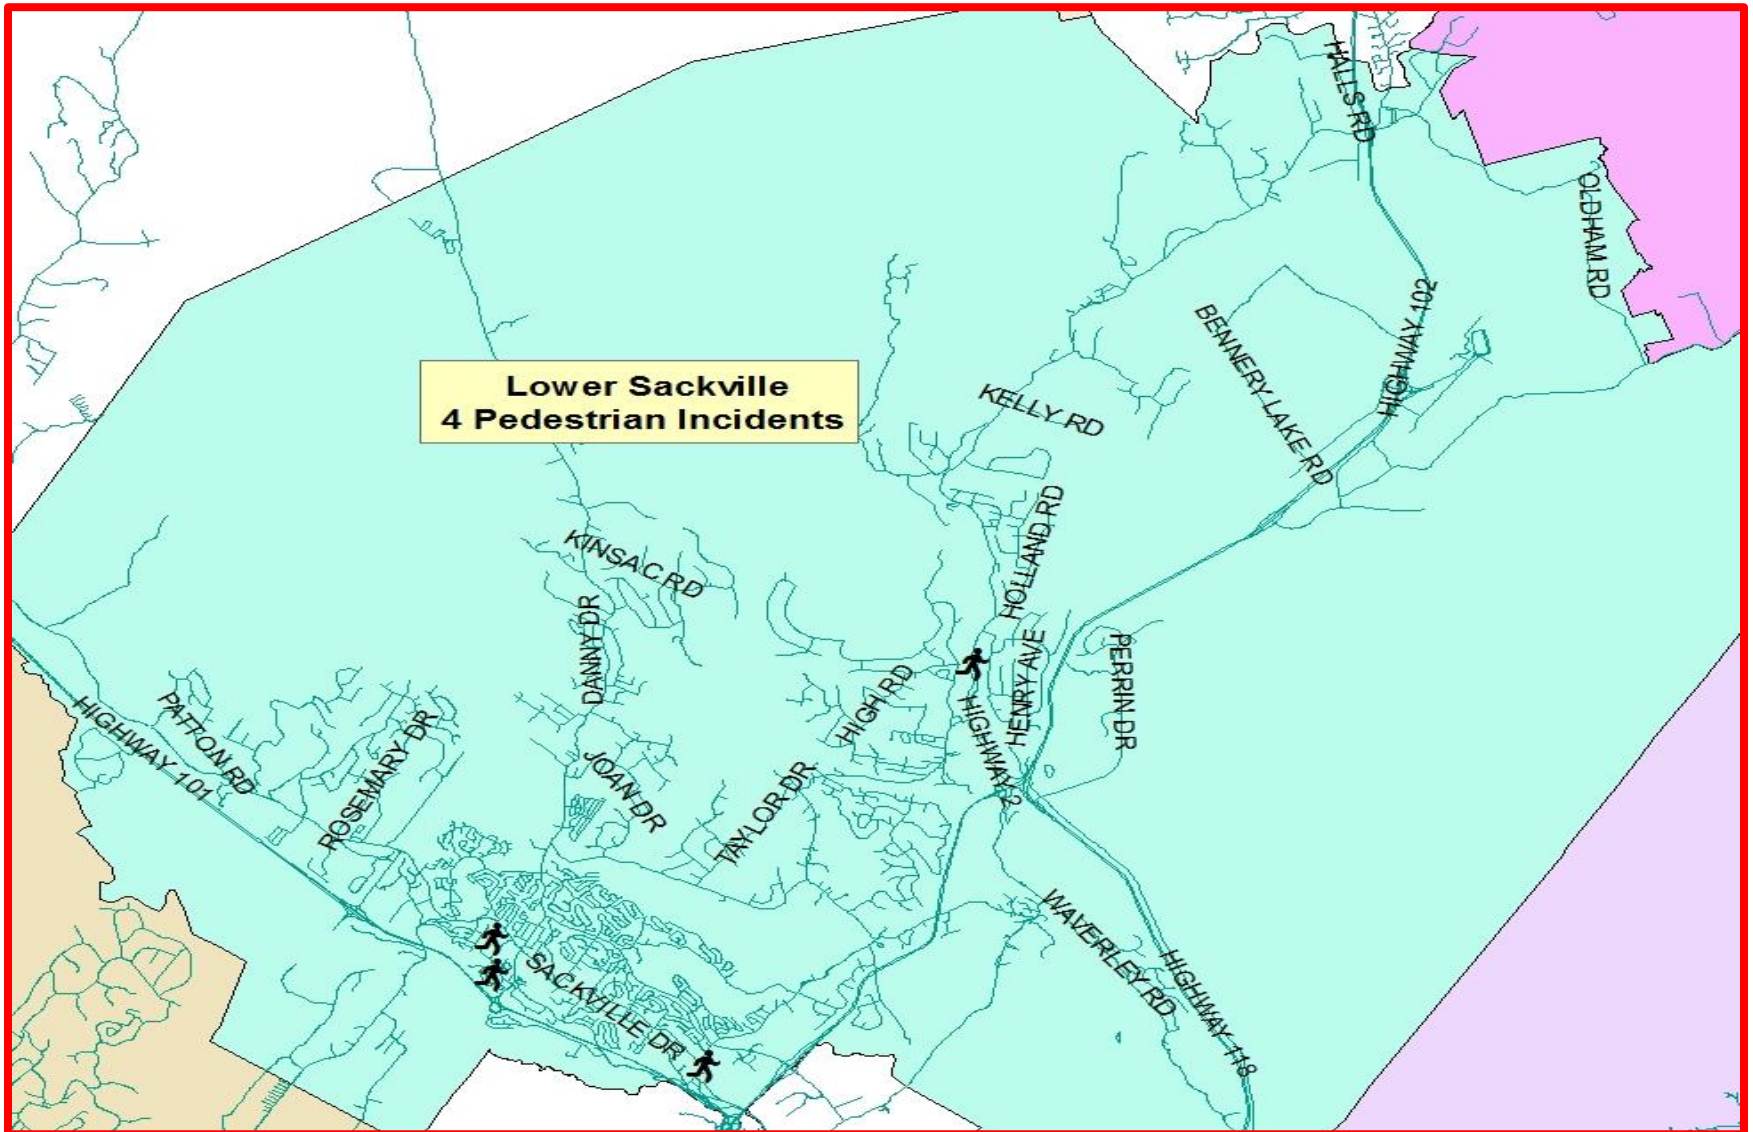 HALLS RD
OLDHAM RD
BENNERY LAKE RD
HIGHWAY 102
Lower Sackville
4 Pedestrian Incidents
KELLY RD
HOLLAND RD
KINSAC RD
DANNY DR
HENRY AVE
PERRIN DR
HIGH RD
HIGHWAY 2
PATTON RD
HIGHWAY 101
ROSEMARY DR
JOAN DR
TAYLOR DR
WAVERLEY RD
HIGHWAY 118
SACKVILLE DR